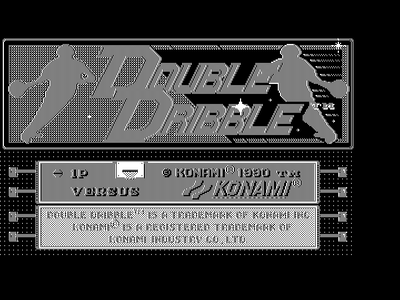 DOUBLE
DRIBBLE TM
← 1P © KONAMI® 1990 TM
VERSUS KONAMI®
DOUBLE DRIBBLE™ IS A TRADEMARK OF KONAMI INC.
KONAMI® IS A REGISTERED TRADEMARK OF
KONAMI INDUSTRY CO., LTD.